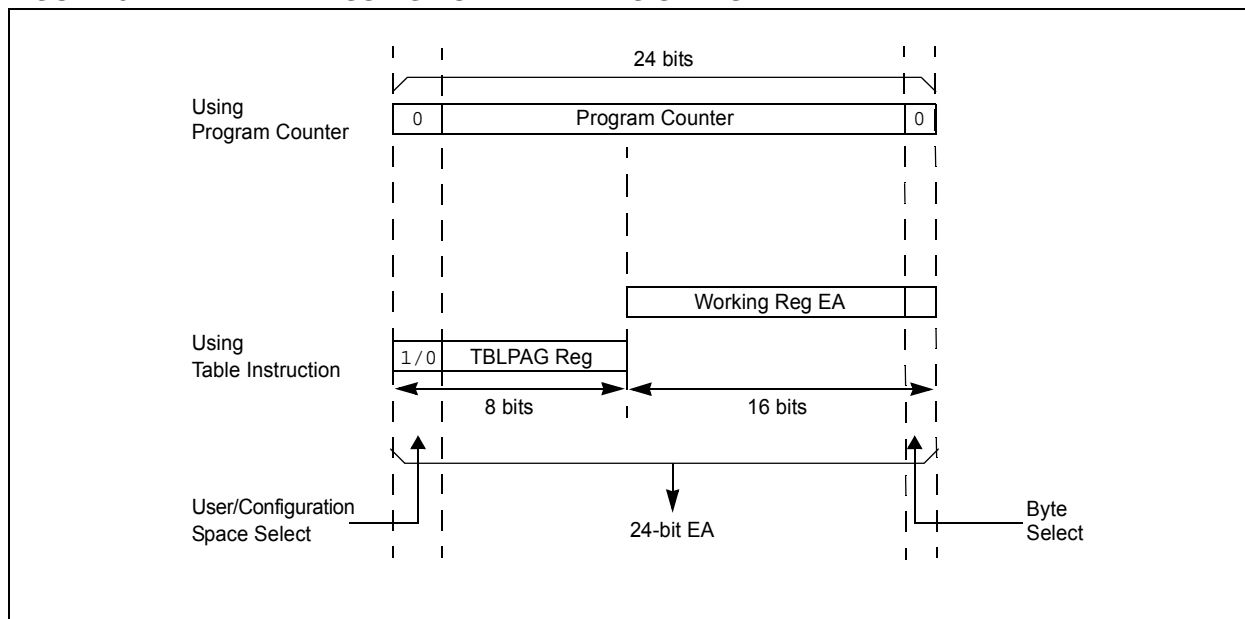 24 bits
Using
Program Counter
0
Program Counter
0
Working Reg EA
Using
Table Instruction
1/0
TBLPAG Reg
8 bits
16 bits
User/Configuration
Space Select
24-bit EA
Byte
Select